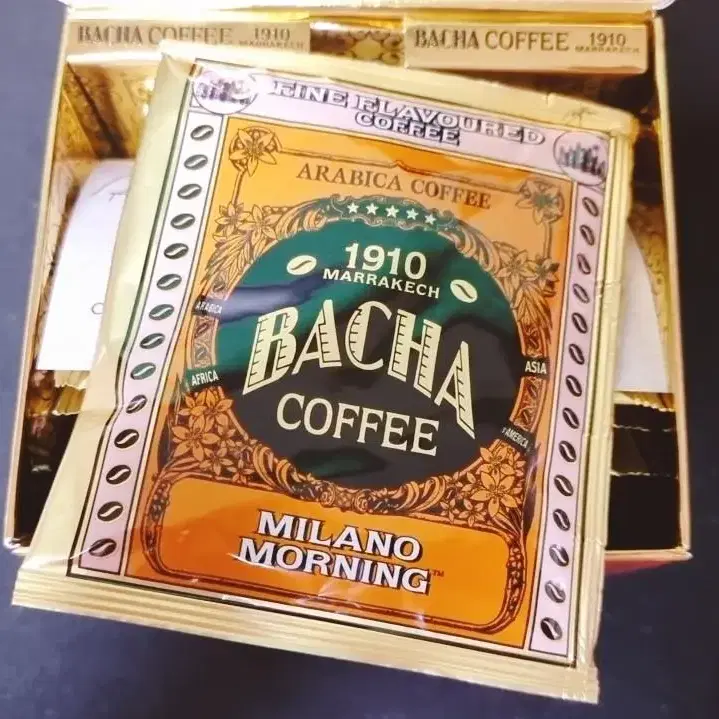 BACHA COFFEE 1910
MARRAKECH
BACHA COFFEE 1910
MARRAKECH
FINE FLAVOURED
COFFEE
ARABICA COFFEE
1910
MARRAKECH
BACHA
COFFEE
ARABICA
AFRICA
ASIA
AMERICA
MILANO
MORNING™